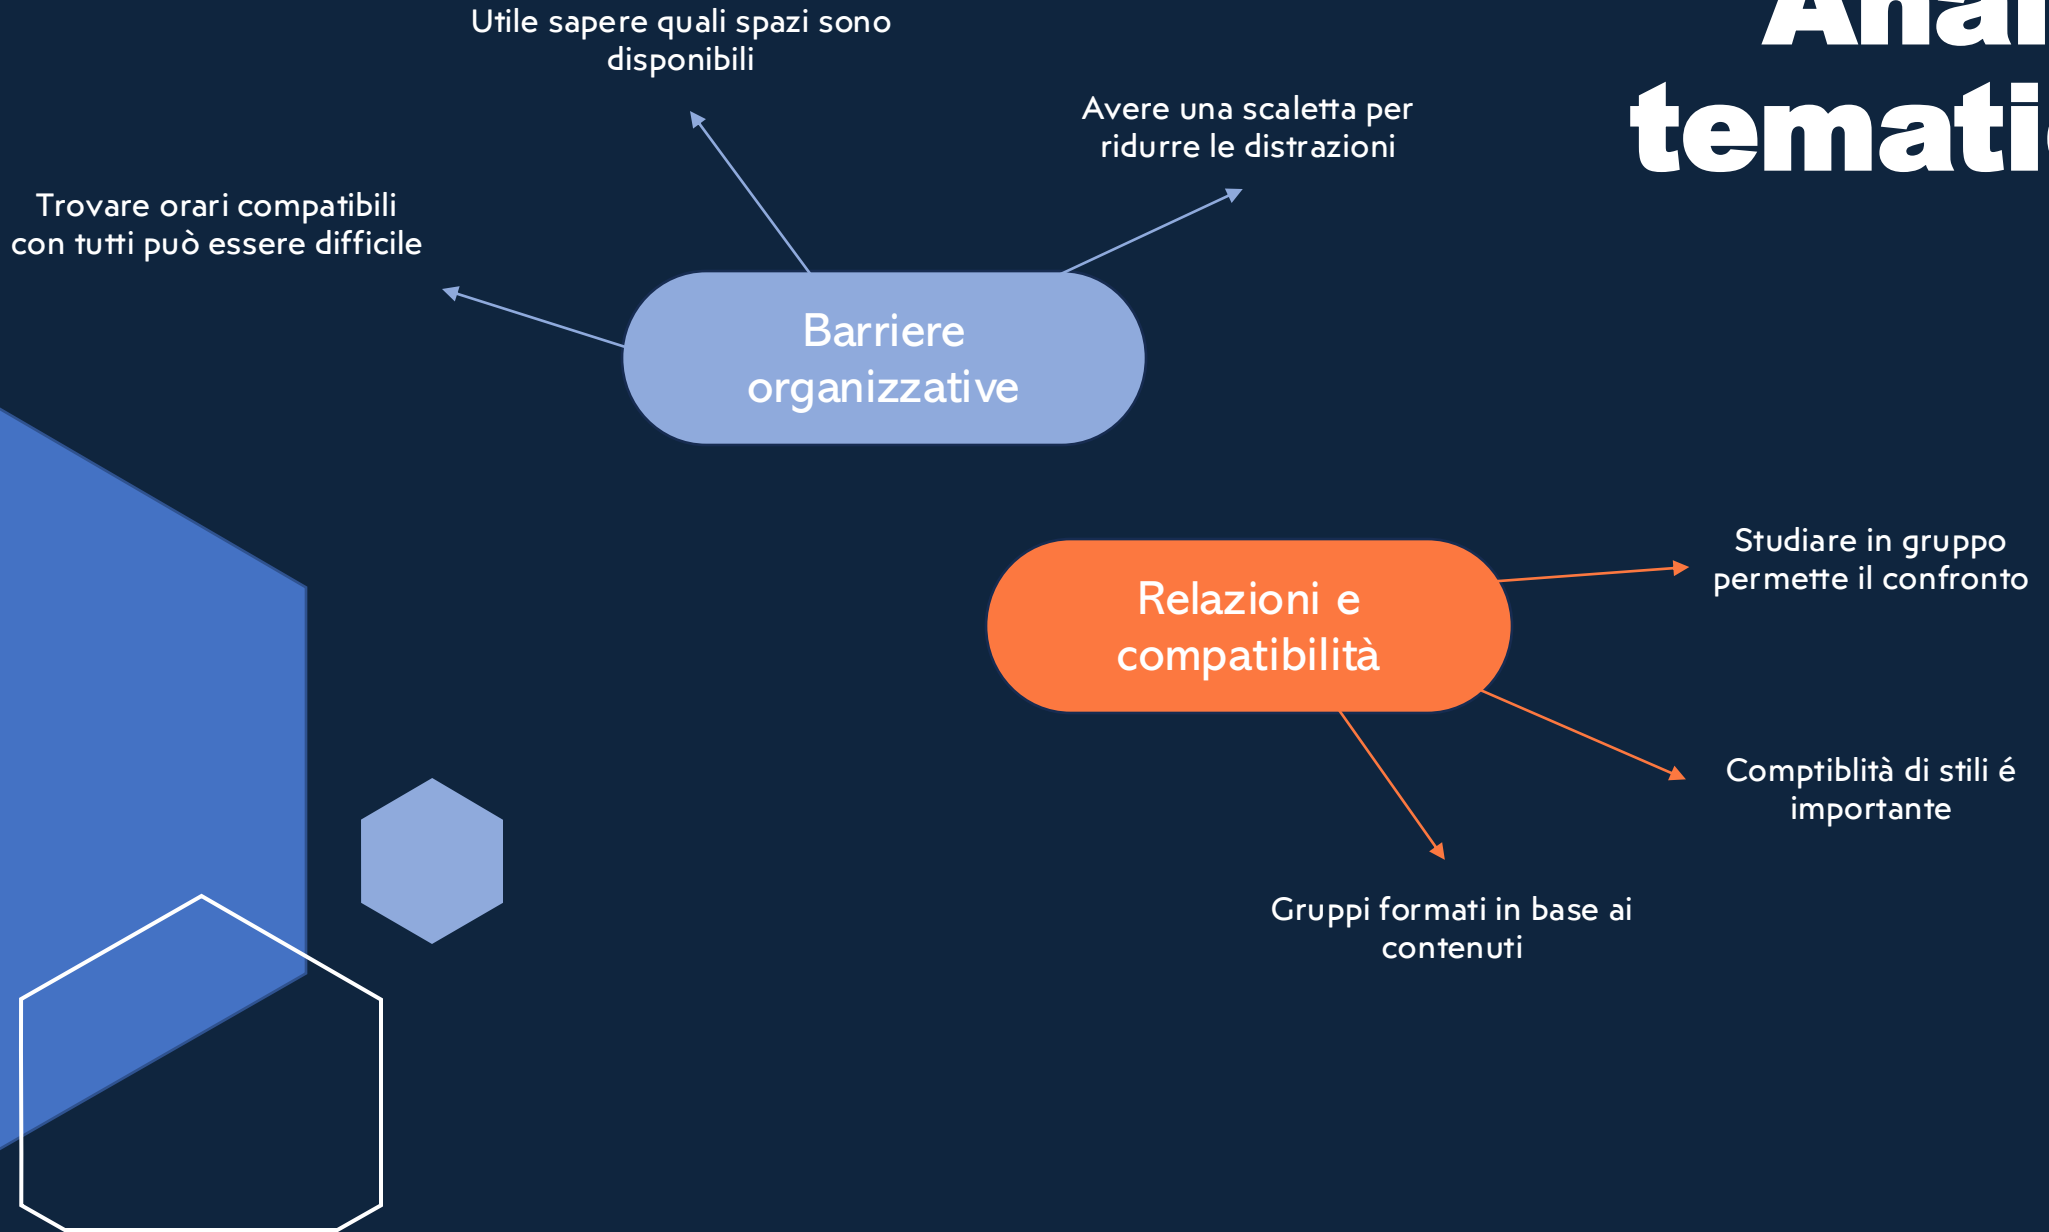 Utile sapere quali spazi sono
disponibili
Anal
temati
Avere una scaletta per
ridurre le distrazioni
Trovare orari compatibili
con tutti può essere difficile
Barriere
organizzative
Relazioni e
compatibilità
Studiare in gruppo
permette il confronto
Comptiblità di stili é
importante
Gruppi formati in base ai
contenuti